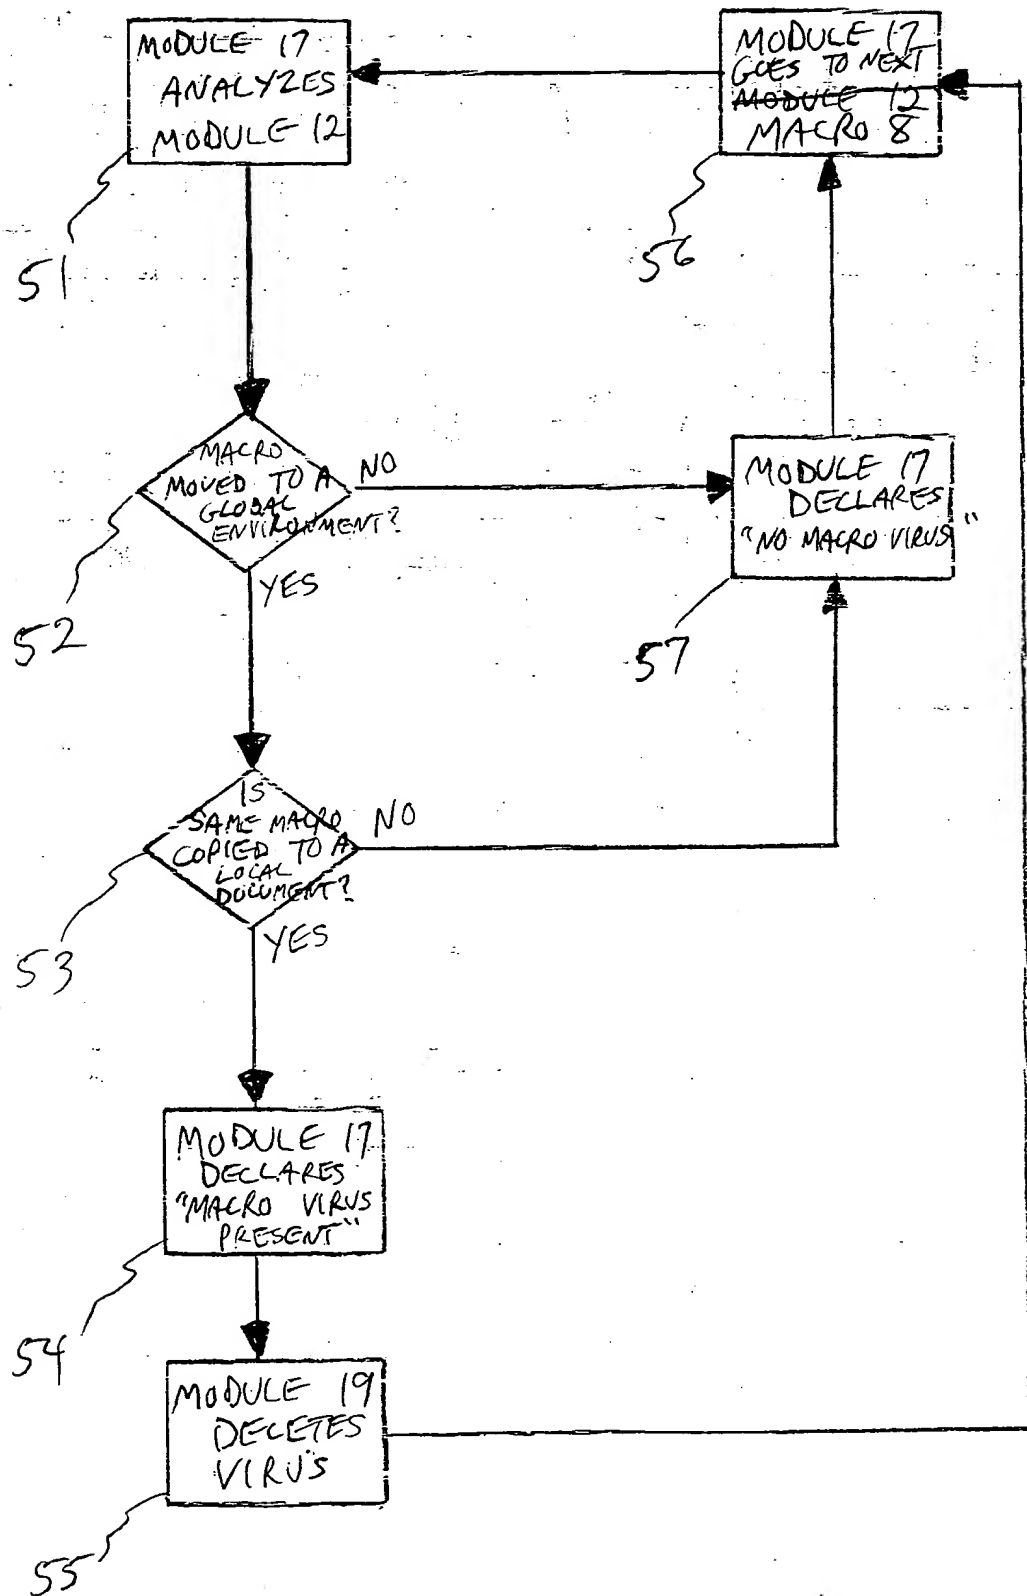 MODULE 17
ANALYZES
MODULE 12
51
MODULE 17
GOES TO NEXT
MODULE 12
MACRO 8
56
MACRO
MOVED TO A
GLOBAL
ENVIRONMENT?
NO
YES
52
MODULE 17
DECLARES
"NO MACRO VIRUS"
57
IS
SAME MACRO
COPIED TO A
LOCAL
DOCUMENT?
NO
YES
53
MODULE 17
DECLARES
"MACRO VIRUS
PRESENT"
54
MODULE 19
DELETES
VIRUS
55